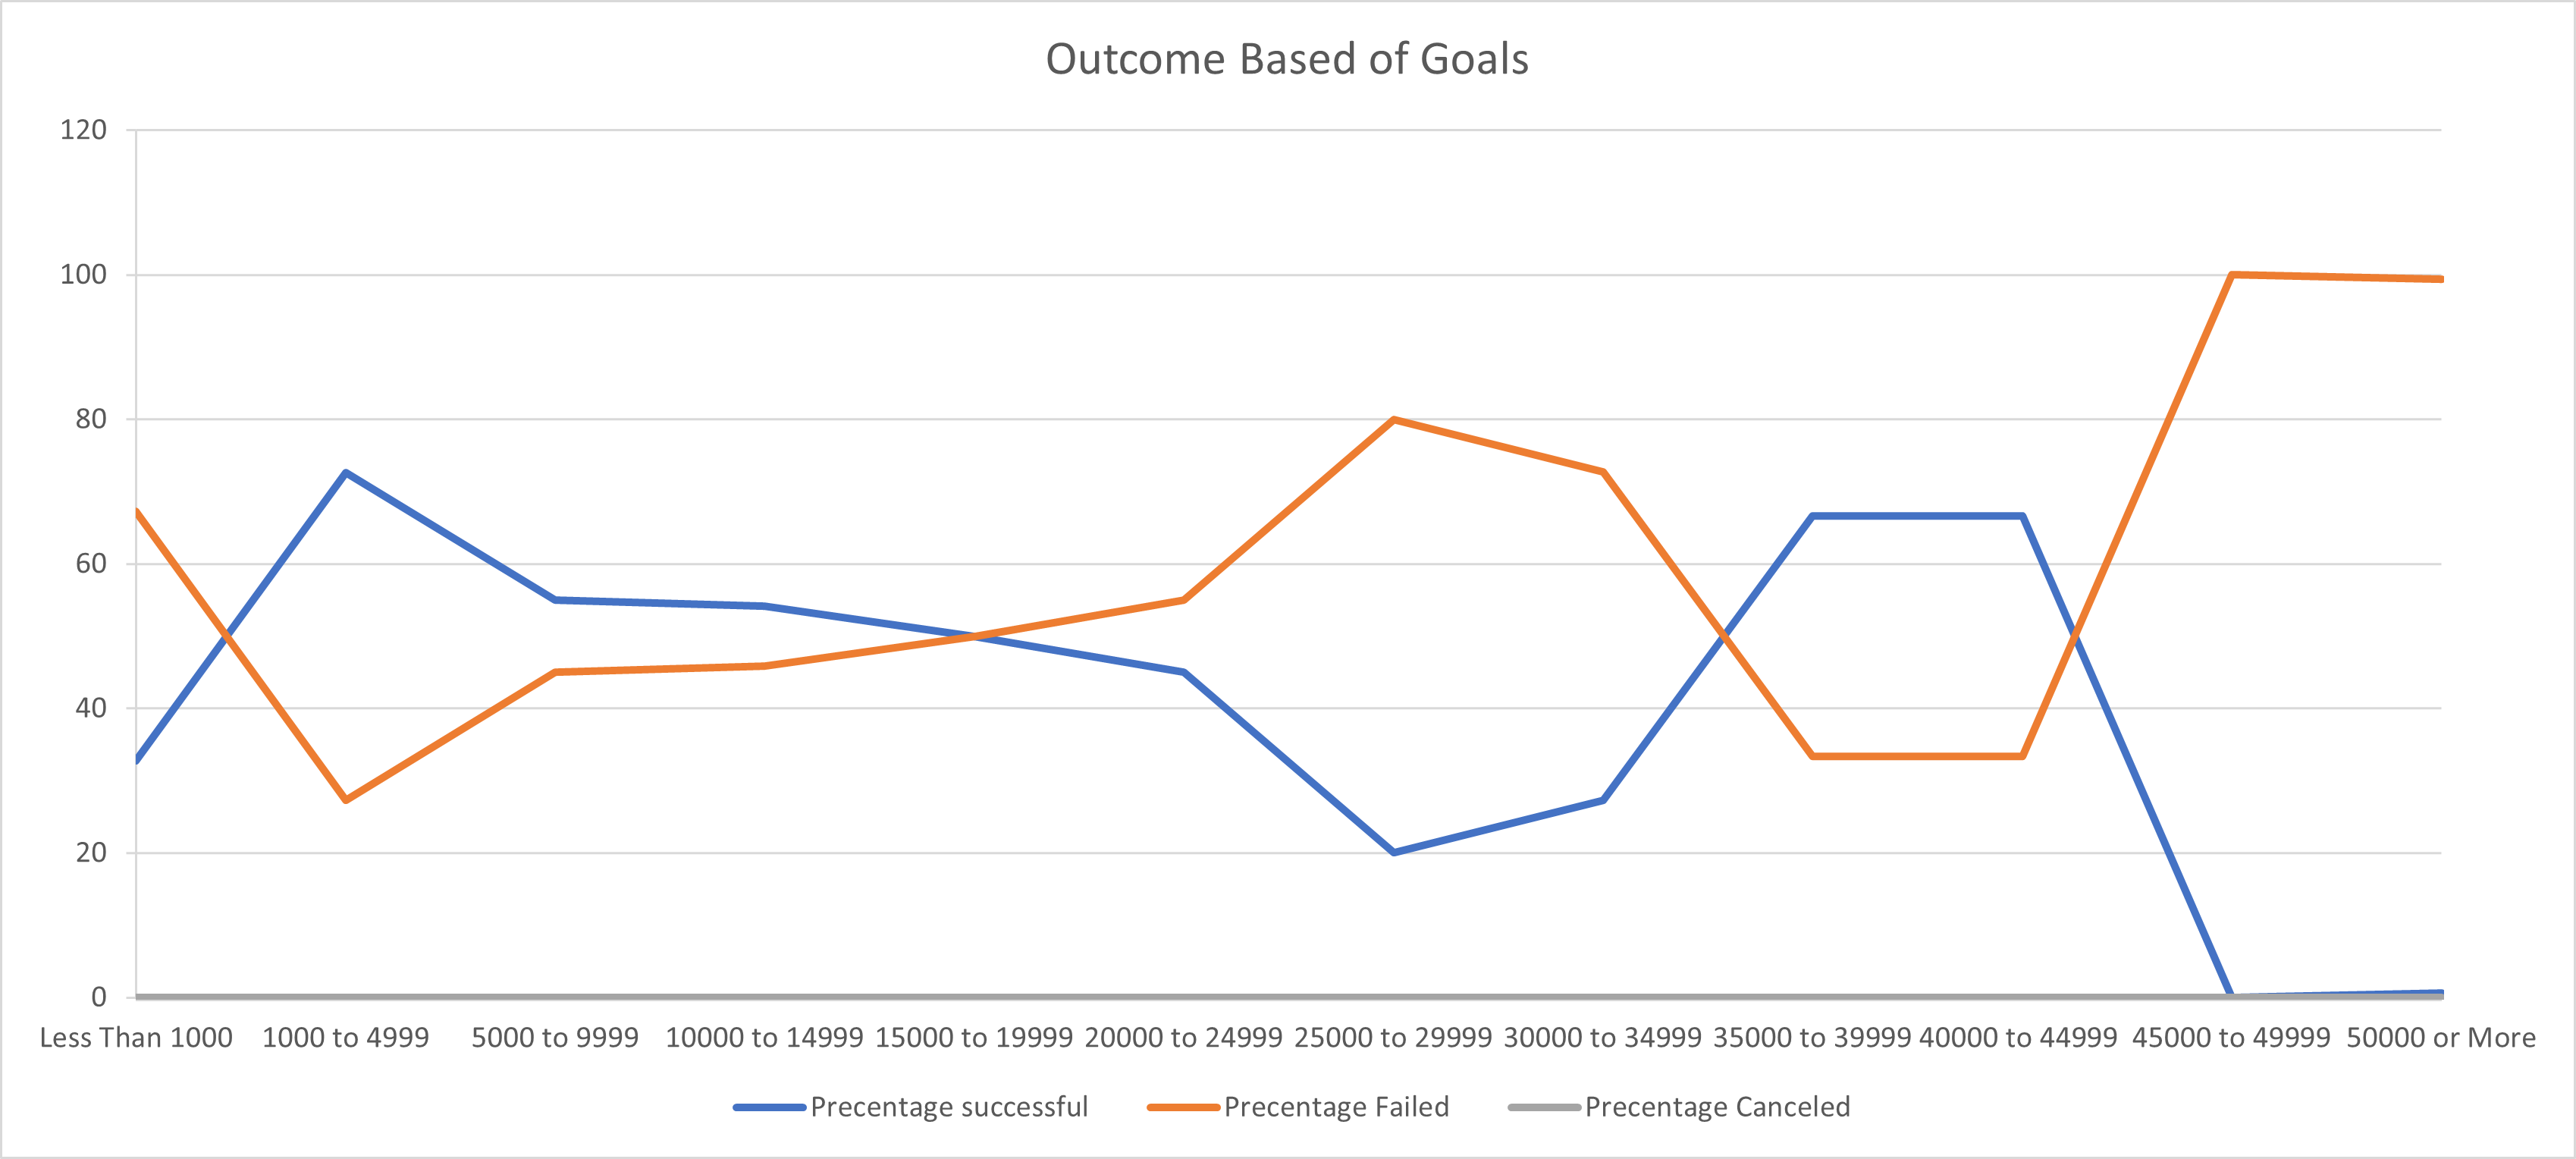 Outcome Based of Goals
120
100
80
60
40
20
0
Less Than 1000 1000 to 4999 5000 to 9999 10000 to 14999 15000 to 19999 20000 to 24999 25000 to 29999 30000 to 34999 35000 to 39999 40000 to 44999 45000 to 49999 50000 or More
Precentage successful Precentage Failed Precentage Canceled